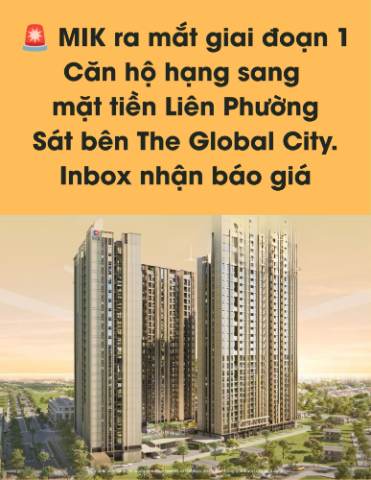 🚨 MIK ra mắt giai đoạn 1
Căn hộ hạng sang
mặt tiền Liên Phường
Sát bên The Global City.
Inbox nhận báo giá